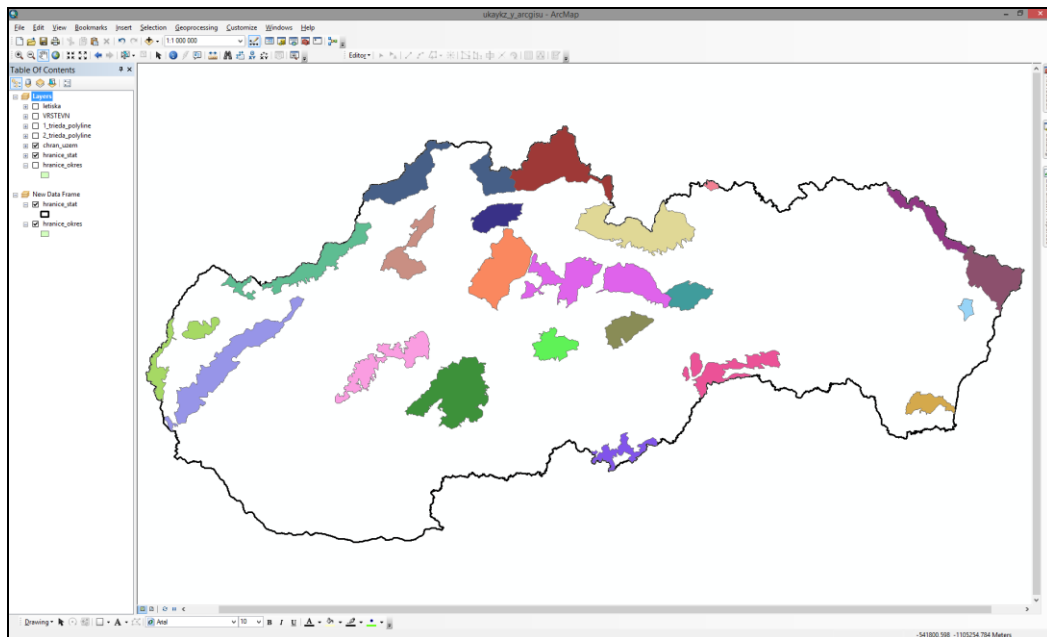 ukaykz_y_arcgisu - ArcMap
File Edit View Bookmarks Insert Selection Geoprocessing Customize Windows Help
1:1 000 000
Editor
Table Of Contents
Layers
letiska
VRSTEVN
1_trieda_polyline
2_trieda_polyline
chran_uzem
hranice_stat
hranice_okres
New Data Frame
hranice_stat
hranice_okres
Drawing A Arial 10 B I U A
-541800,598 -1105254,784 Meters